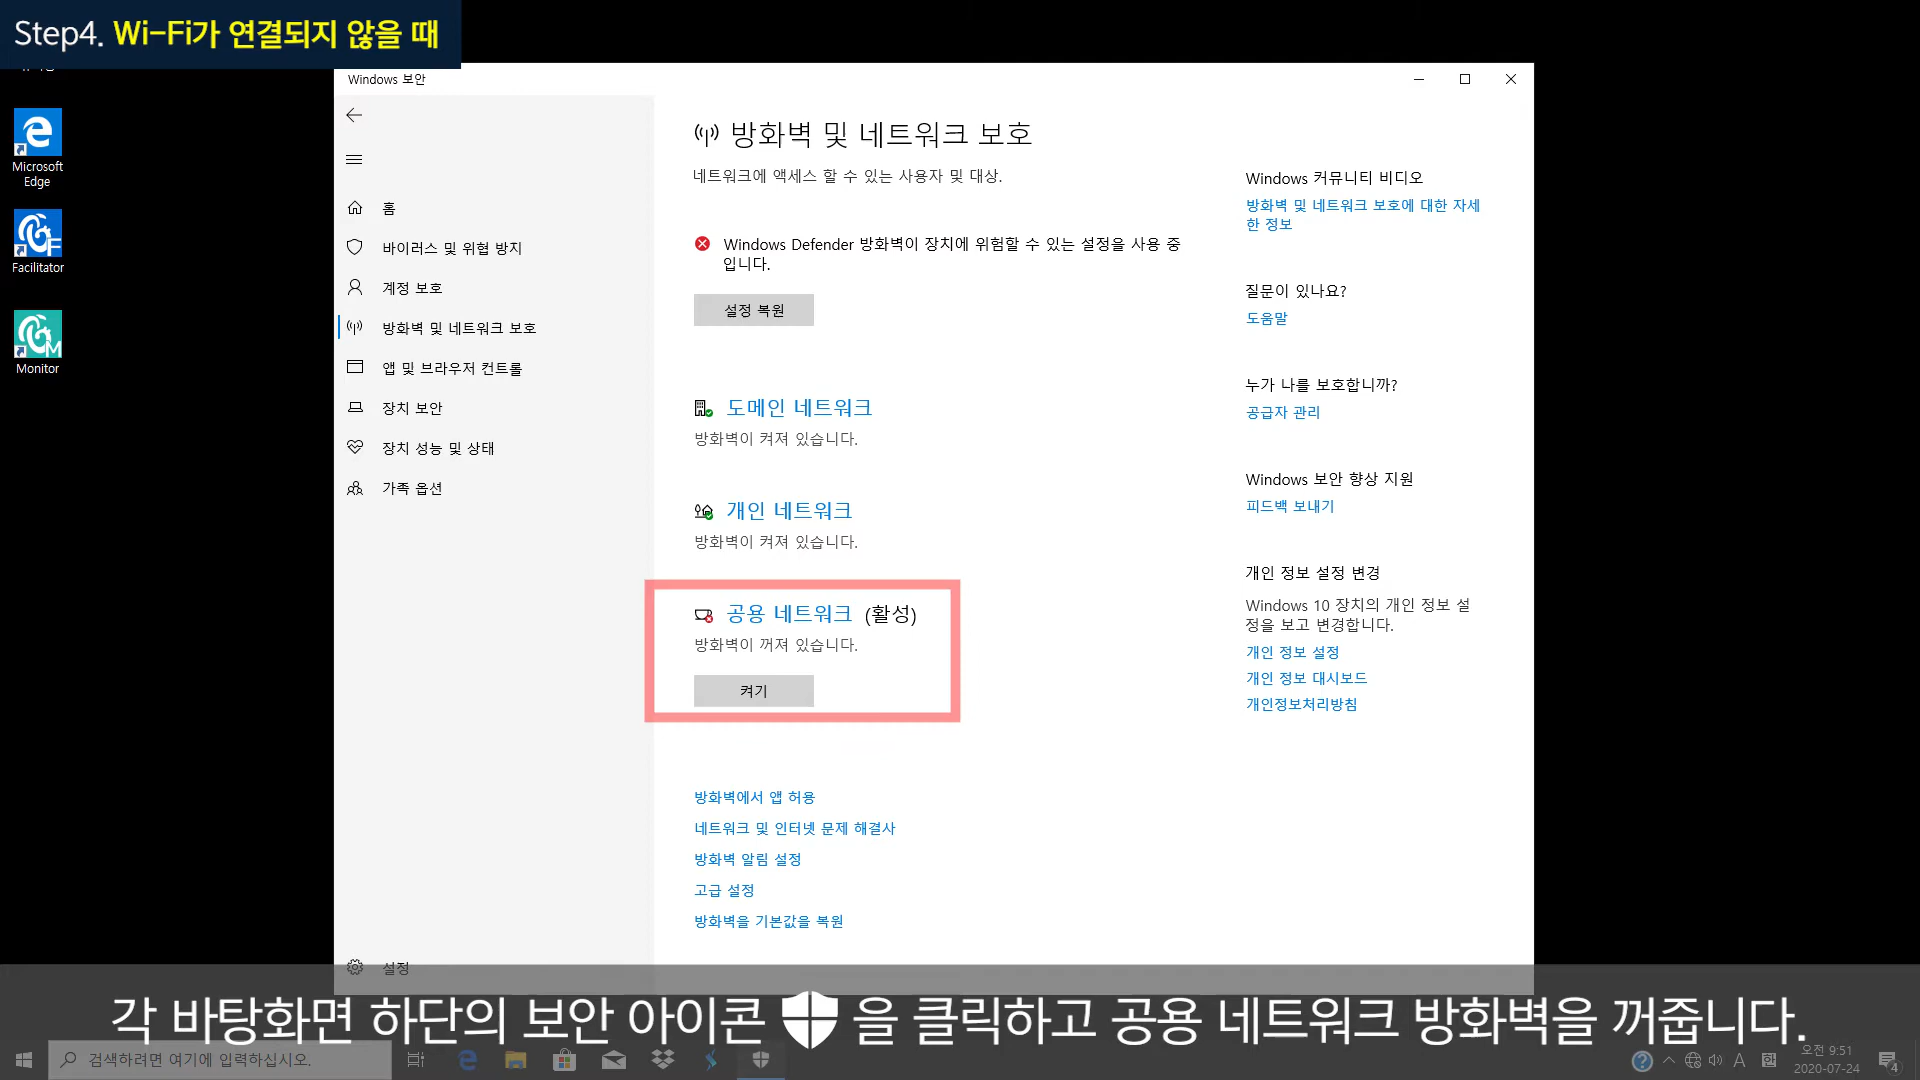 Step4. Wi-Fi가 연결되지 않을 때
Windows 보안
Microsoft
Edge
Facilitator
Monitor
홈
바이러스 및 위협 방지
계정 보호
방화벽 및 네트워크 보호
앱 및 브라우저 컨트롤
장치 보안
장치 성능 및 상태
가족 옵션
설정
방화벽 및 네트워크 보호
네트워크에 액세스 할 수 있는 사용자 및 대상.
Windows Defender 방화벽이 장치에 위험할 수 있는 설정을 사용 중
입니다.
설정 복원
도메인 네트워크
방화벽이 켜져 있습니다.
개인 네트워크
방화벽이 켜져 있습니다.
공용 네트워크 (활성)
방화벽이 꺼져 있습니다.
켜기
방화벽에서 앱 허용
네트워크 및 인터넷 문제 해결사
방화벽 알림 설정
고급 설정
방화벽을 기본값을 복원
Windows 커뮤니티 비디오
방화벽 및 네트워크 보호에 대한 자세
한 정보
질문이 있나요?
도움말
누가 나를 보호합니까?
공급자 관리
Windows 보안 향상 지원
피드백 보내기
개인 정보 설정 변경
Windows 10 장치의 개인 정보 설
정을 보고 변경합니다.
개인 정보 설정
개인 정보 대시보드
개인정보처리방침
각 바탕화면 하단의 보안 아이콘 을 클릭하고 공용 네트워크 방화벽을 꺼줍니다.
검색하려면 여기에 입력하십시오.
A 한
오전 9:51
2020-07-24
4